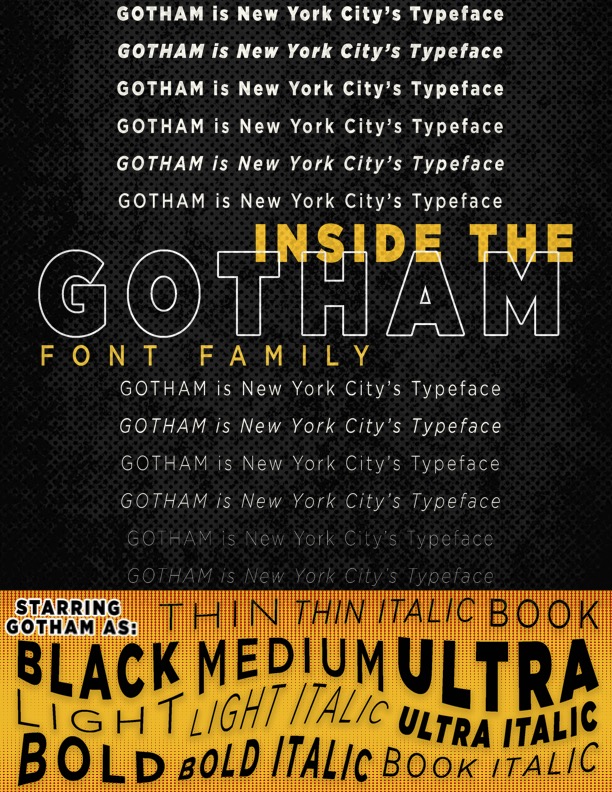 GOTHAM is New York City's Typeface
GOTHAM is New York City's Typeface
GOTHAM is New York City's Typeface
GOTHAM is New York City's Typeface
GOTHAM is New York City's Typeface
GOTHAM is New York City's Typeface
INSIDE THE
GOTHAM
FONT FAMILY
GOTHAM is New York City's Typeface
GOTHAM is New York City's Typeface
GOTHAM is New York City's Typeface
GOTHAM is New York City's Typeface
GOTHAM is New York City's Typeface
GOTHAM is New York City's Typeface
STARRING
GOTHAM AS:
THIN THIN ITALIC BOOK
BLACK MEDIUM ULTRA
LIGHT LIGHT ITALIC ULTRA ITALIC
BOLD BOLD ITALIC BOOK ITALIC